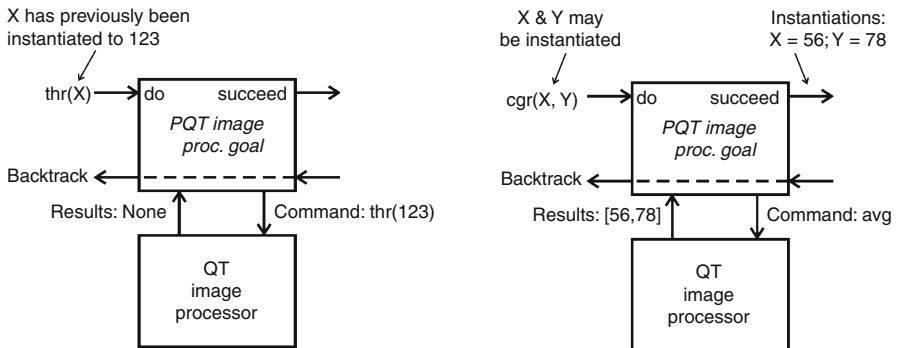 X has previously been
instantiated to 123
thr(X)
do
succeed
PQT image
proc. goal
Backtrack
Results: None
Command: thr(123)
QT
image
processor
X & Y may
be instantiated
Instantiations:
X = 56; Y = 78
cgr(X, Y)
do
succeed
PQT image
proc. goal
Backtrack
Results: [56,78]
Command: avg
QT
image
processor